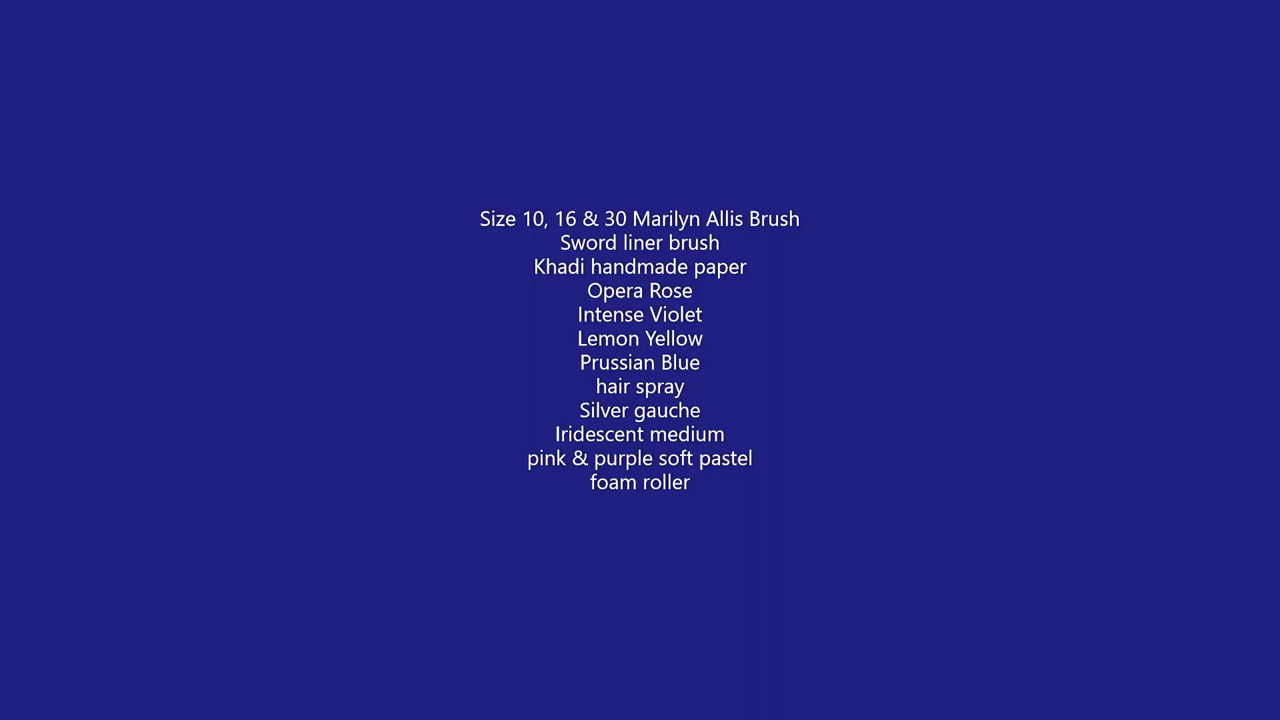 Size 10, 16 & 30 Marilyn Allis Brush
Sword liner brush
Khadi handmade paper
Opera Rose
Intense Violet
Lemon Yellow
Prussian Blue
hair spray
Silver gauche
Iridescent medium
pink & purple soft pastel
foam roller